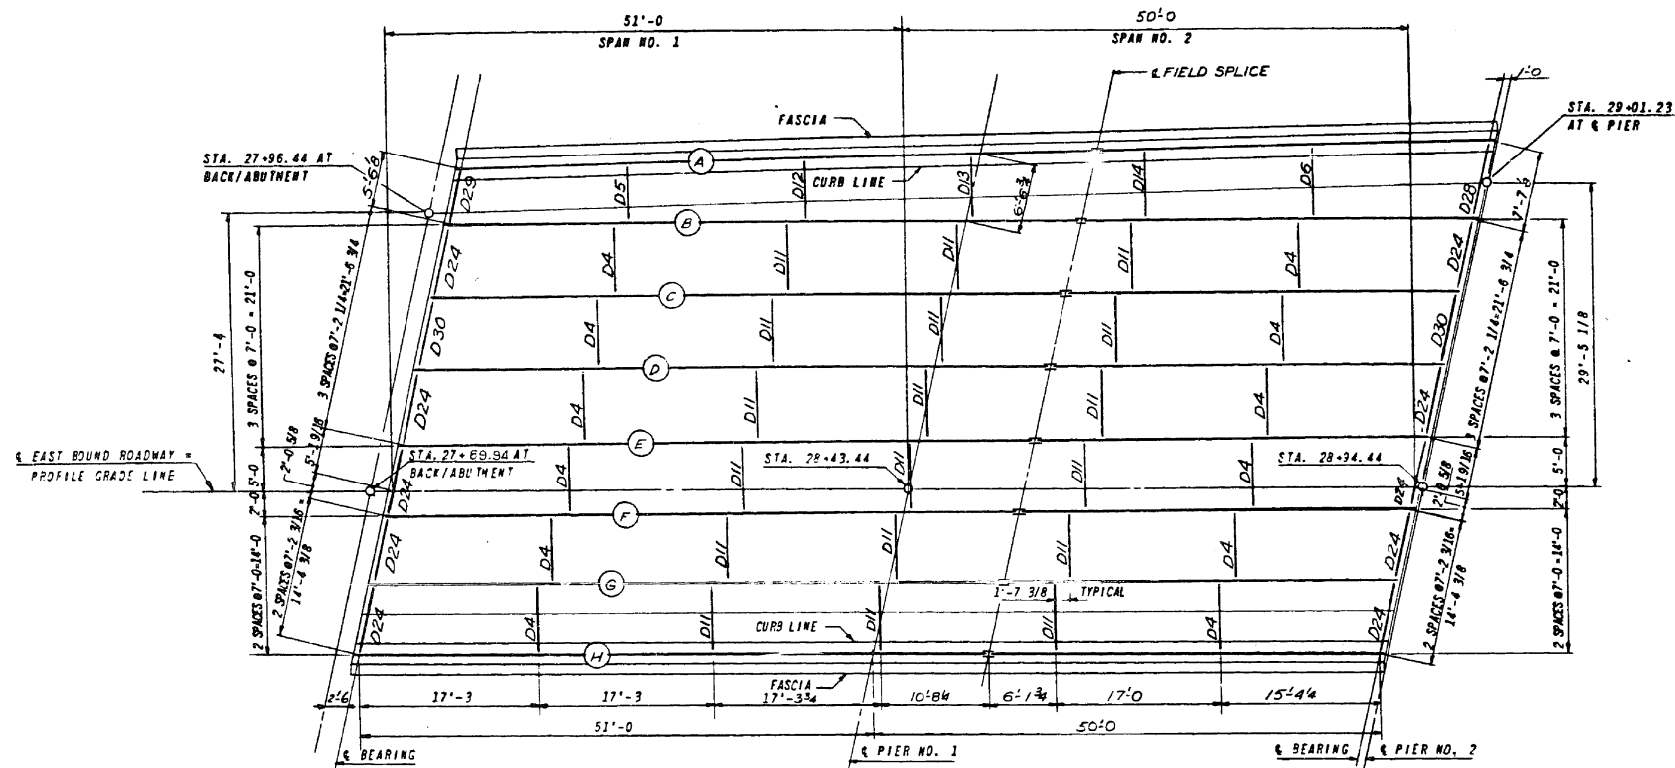 51'-0
50'-0
SPAN NO. 1
SPAN NO. 2
℄ FIELD SPLICE
1'-0
FASCIA
STA. 29+01.23
AT ℄ PIER
STA. 27+96.44 AT
BACK/ABUTMENT
5'-6 1/8
D29
A
D5
D12
CURB LINE
D13
6'-6 3/4
D14
D6
D28
7'-7 1/2
B
D24
D4
D11
D11
D11
D4
D24
C
D30
D4
D11
D11
D11
D4
D30
D
D24
D4
D11
D11
D11
D4
D24
E
27'-4
3 SPACES @ 7'-0 = 21'-0
3 SPACES @7'-2 1/4=21'-6 3/4
3 SPACES @7'-2 1/4=21'-6 3/4
3 SPACES @ 7'-0 = 21'-0
29'-5 1/8
℄ EAST BOUND ROADWAY =
PROFILE GRADE LINE
2'-0 5/8
5'-1 9/16
5'-0
2'-0
STA. 27+69.94 AT
BACK/ABUTMENT
D24
D4
D11
STA. 28+43.44
D11
D11
D4
STA. 28+94.44
D24
2'-0 5/8
5'-1 9/16
5'-0
2'-0
F
D24
D4
D11
D11
D11
D4
D24
2 SPACES @7'-0=14'-0
2 SPACES @7'-2 3/16=
14'-4 3/8
2 SPACES @7'-2 3/16=
14'-4 3/8
2 SPACES @7'-0=14'-0
G
1'-7 3/8
TYPICAL
D24
D4
D11
CURB LINE
D11
D11
D4
D24
H
FASCIA
2'-6
17'-3
17'-3
17'-3 3/4
10'-8 1/4
6'-1 3/4
17'-0
15'-4 1/4
51'-0
50'-0
℄ BEARING
℄ PIER NO. 1
℄ BEARING
℄ PIER NO. 2